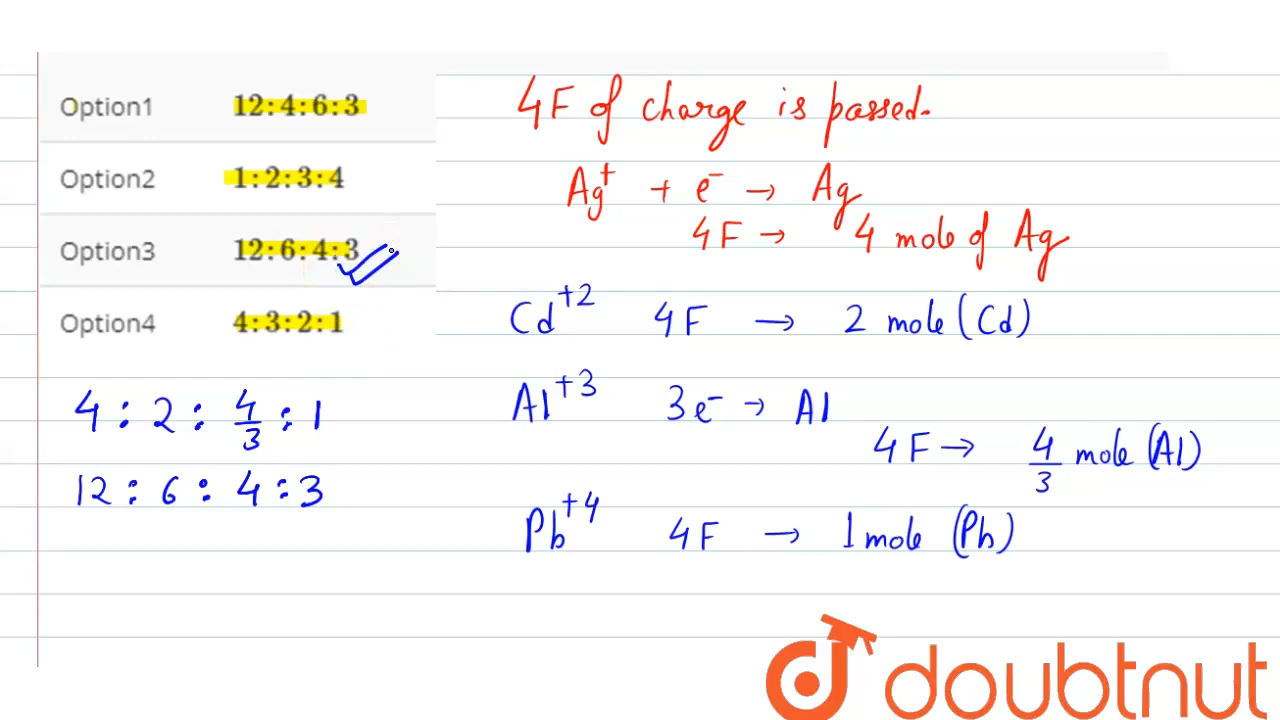 Option1 12:4:6:3
Option2 1:2:3:4
Option3 12:6:4:3
Option4 4:3:2:1
4 : 2 : 4/3 : 1
12 : 6 : 4 : 3
4F of charge is passed.
Ag⁺ + e⁻ → Ag
4F → 4 mole of Ag
Cd⁺² 4F → 2 mole (Cd)
Al⁺³ 3e⁻ → Al
4F → 4/3 mole (Al)
Pb⁺⁴ 4F → 1 mole (Pb)
doubtnut